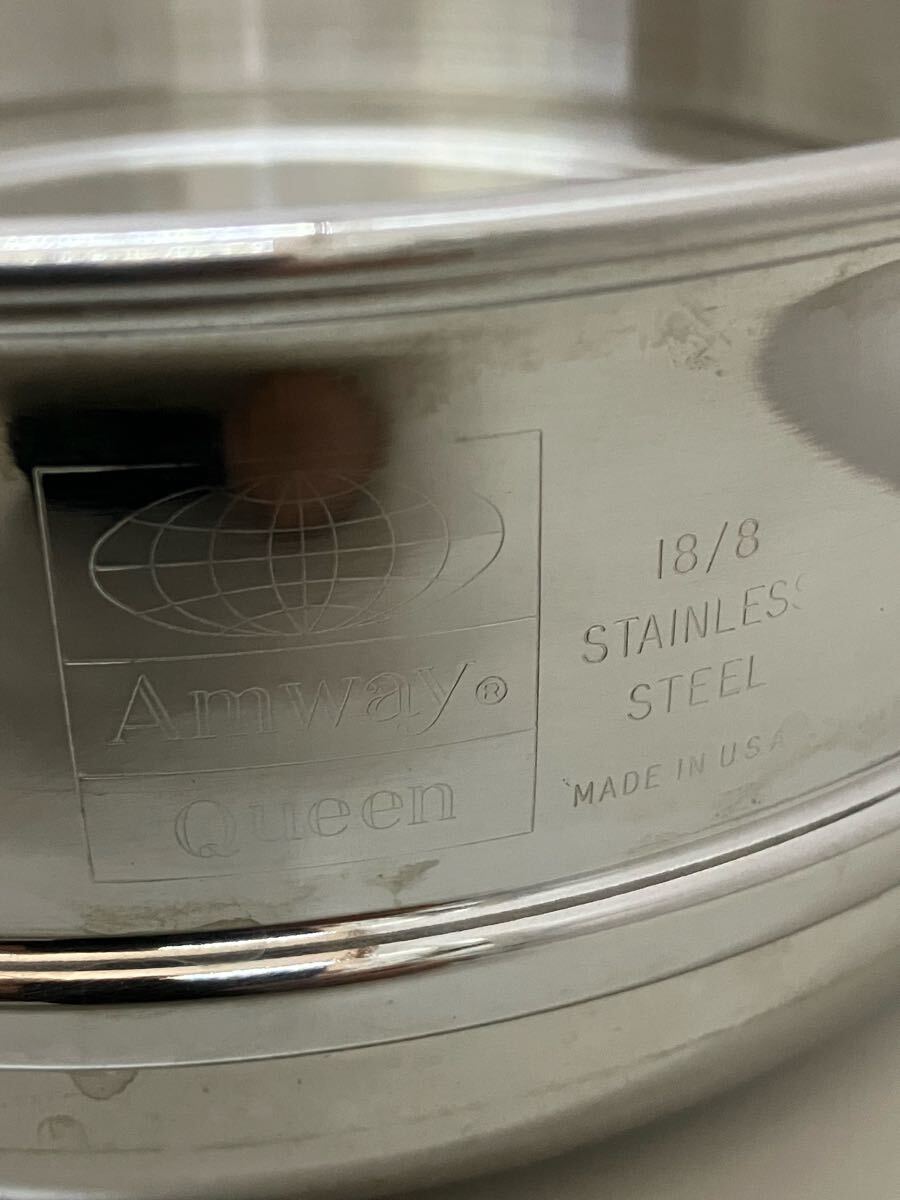 Amway®
Queen
18/8
STAINLESS
STEEL
MADE IN USA